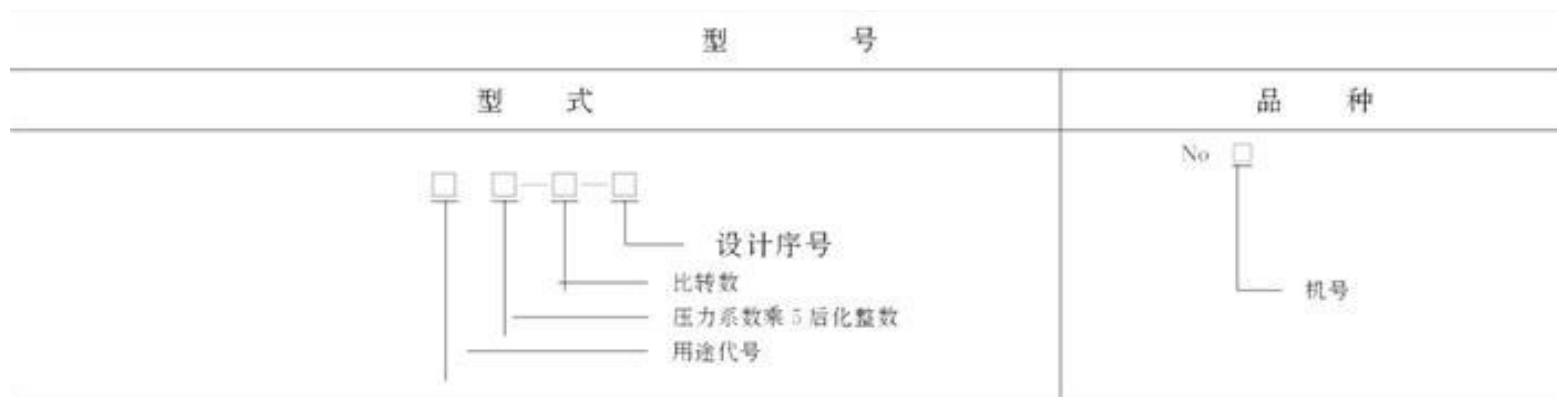 型 号
型 式
品 种
No □
□ □—□—□
设计序号
比转数
压力系数乘5后化整数
用途代号
机号